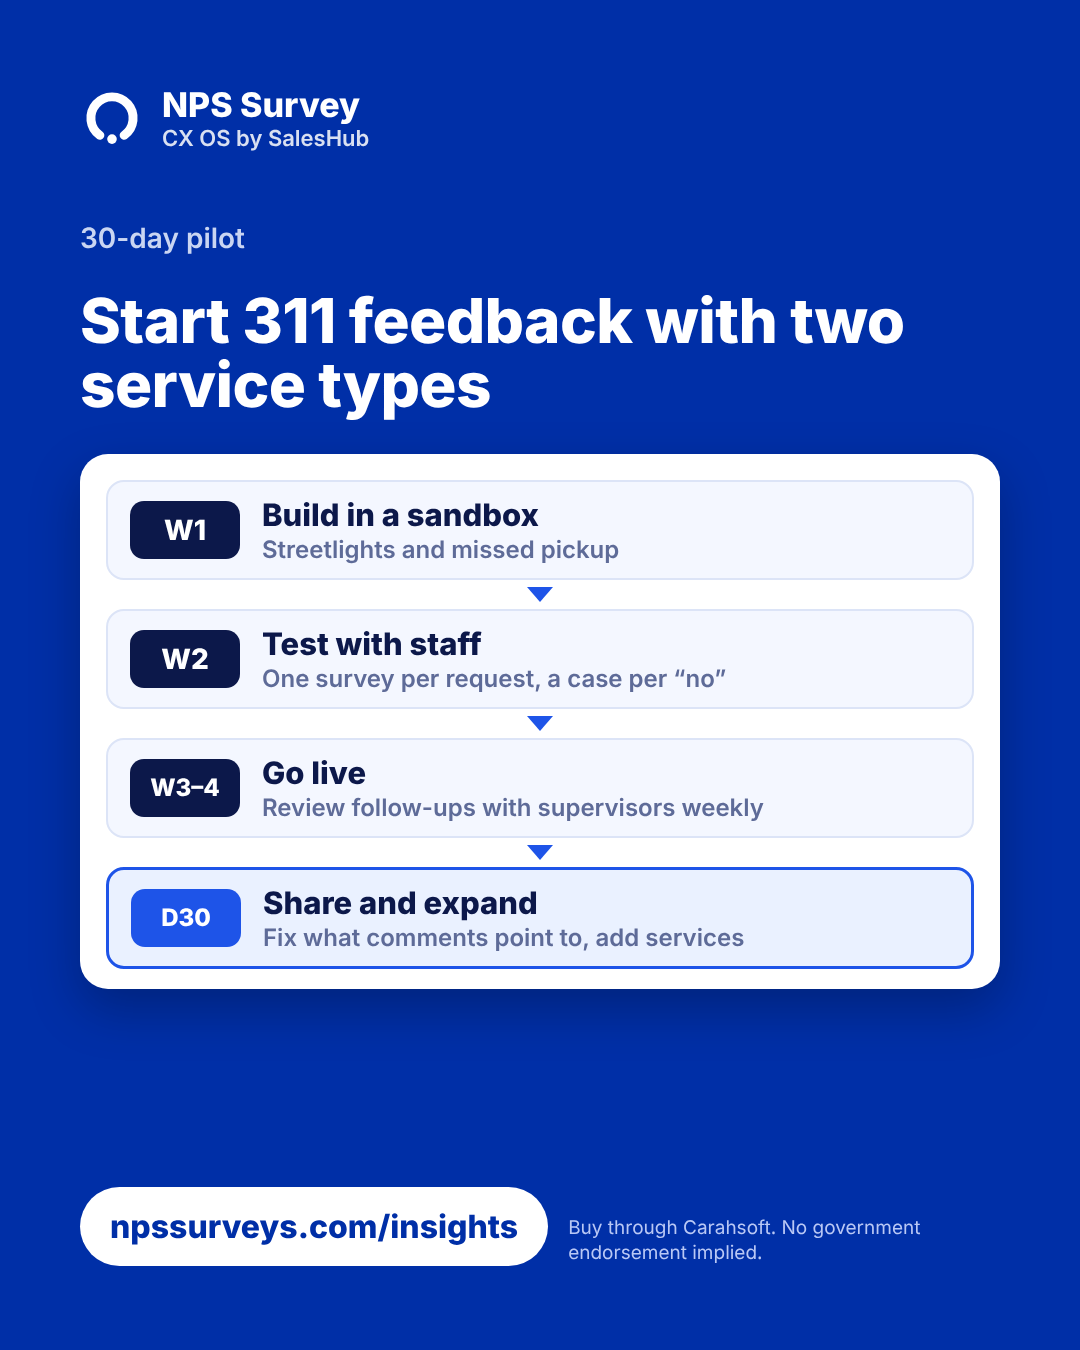 NPS Survey
CX OS by SalesHub
30-day pilot
Start 311 feedback with two
service types
W1
Build in a sandbox
Streetlights and missed pickup
W2
Test with staff
One survey per request, a case per “no”
W3–4
Go live
Review follow-ups with supervisors weekly
D30
Share and expand
Fix what comments point to, add services
npssurveys.com/insights
Buy through Carahsoft. No government
endorsement implied.